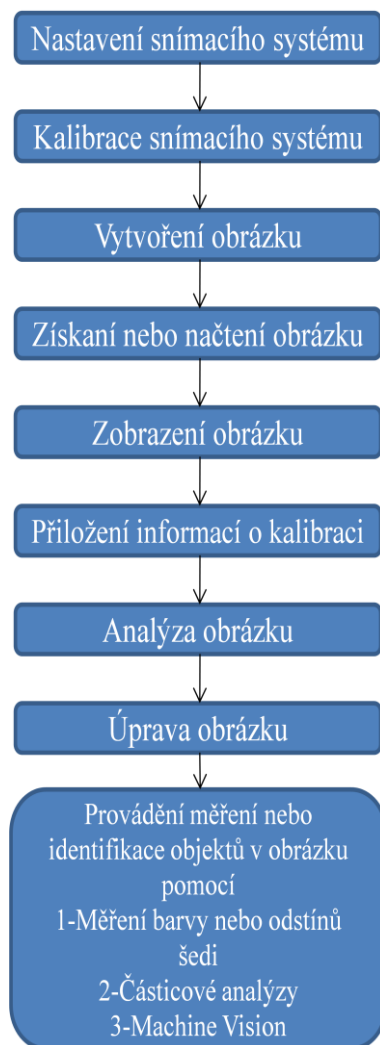 Nastavení snímacího systému
Kalibrace snímacího systému
Vytvoření obrázku
Získaní nebo načtení obrázku
Zobrazení obrázku
Přiložení informací o kalibraci
Analýza obrázku
Úprava obrázku
Provádění měření nebo
identifikace objektů v obrázku
pomocí
1-Měření barvy nebo odstínů
šedi
2-Částicové analýzy
3-Machine Vision